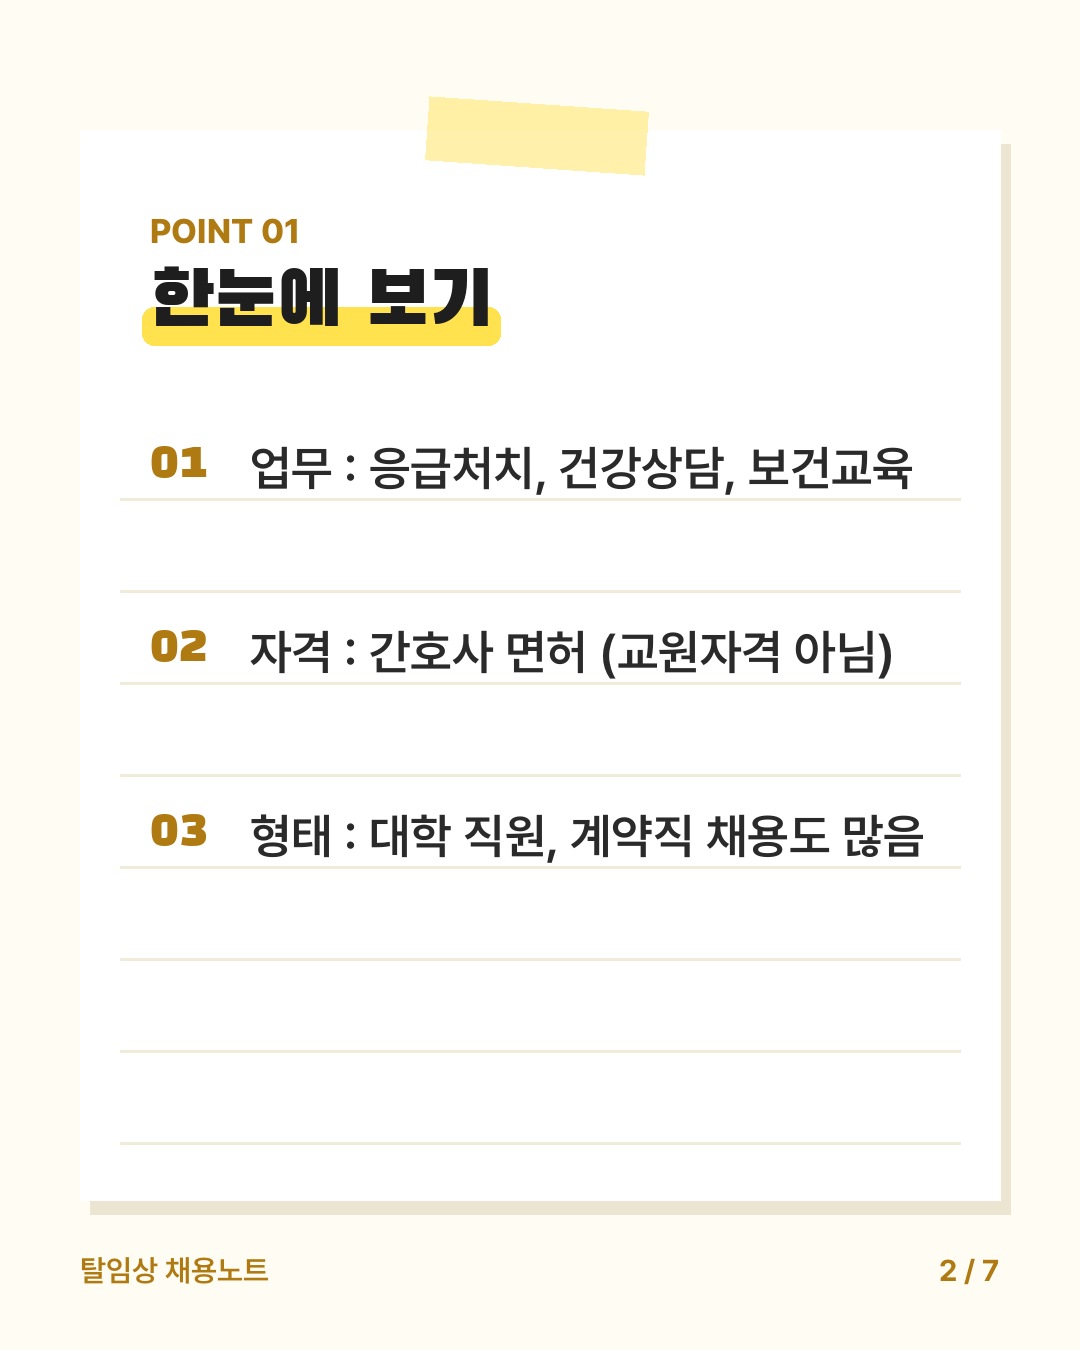 POINT 01
한눈에 보기
01 업무 : 응급처치, 건강상담, 보건교육
02 자격 : 간호사 면허 (교원자격 아님)
03 형태 : 대학 직원, 계약직 채용도 많음
탈임상 채용노트
2 / 7